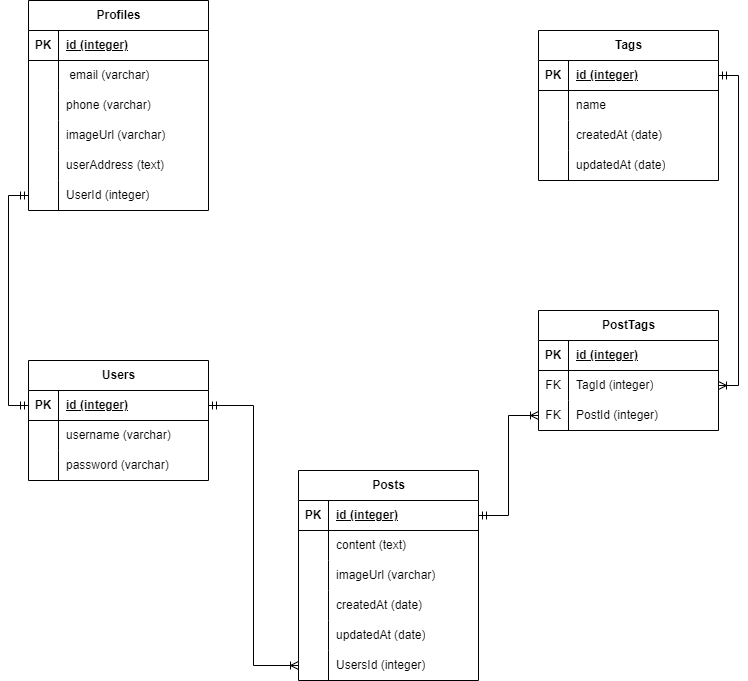 Profiles
PK id (integer)
email (varchar)
phone (varchar)
imageUrl (varchar)
userAddress (text)
UserId (integer)
Tags
PK id (integer)
name
createdAt (date)
updatedAt (date)
Users
PK id (integer)
username (varchar)
password (varchar)
PostTags
PK id (integer)
FK TagId (integer)
FK PostId (integer)
Posts
PK id (integer)
content (text)
imageUrl (varchar)
createdAt (date)
updatedAt (date)
UsersId (integer)